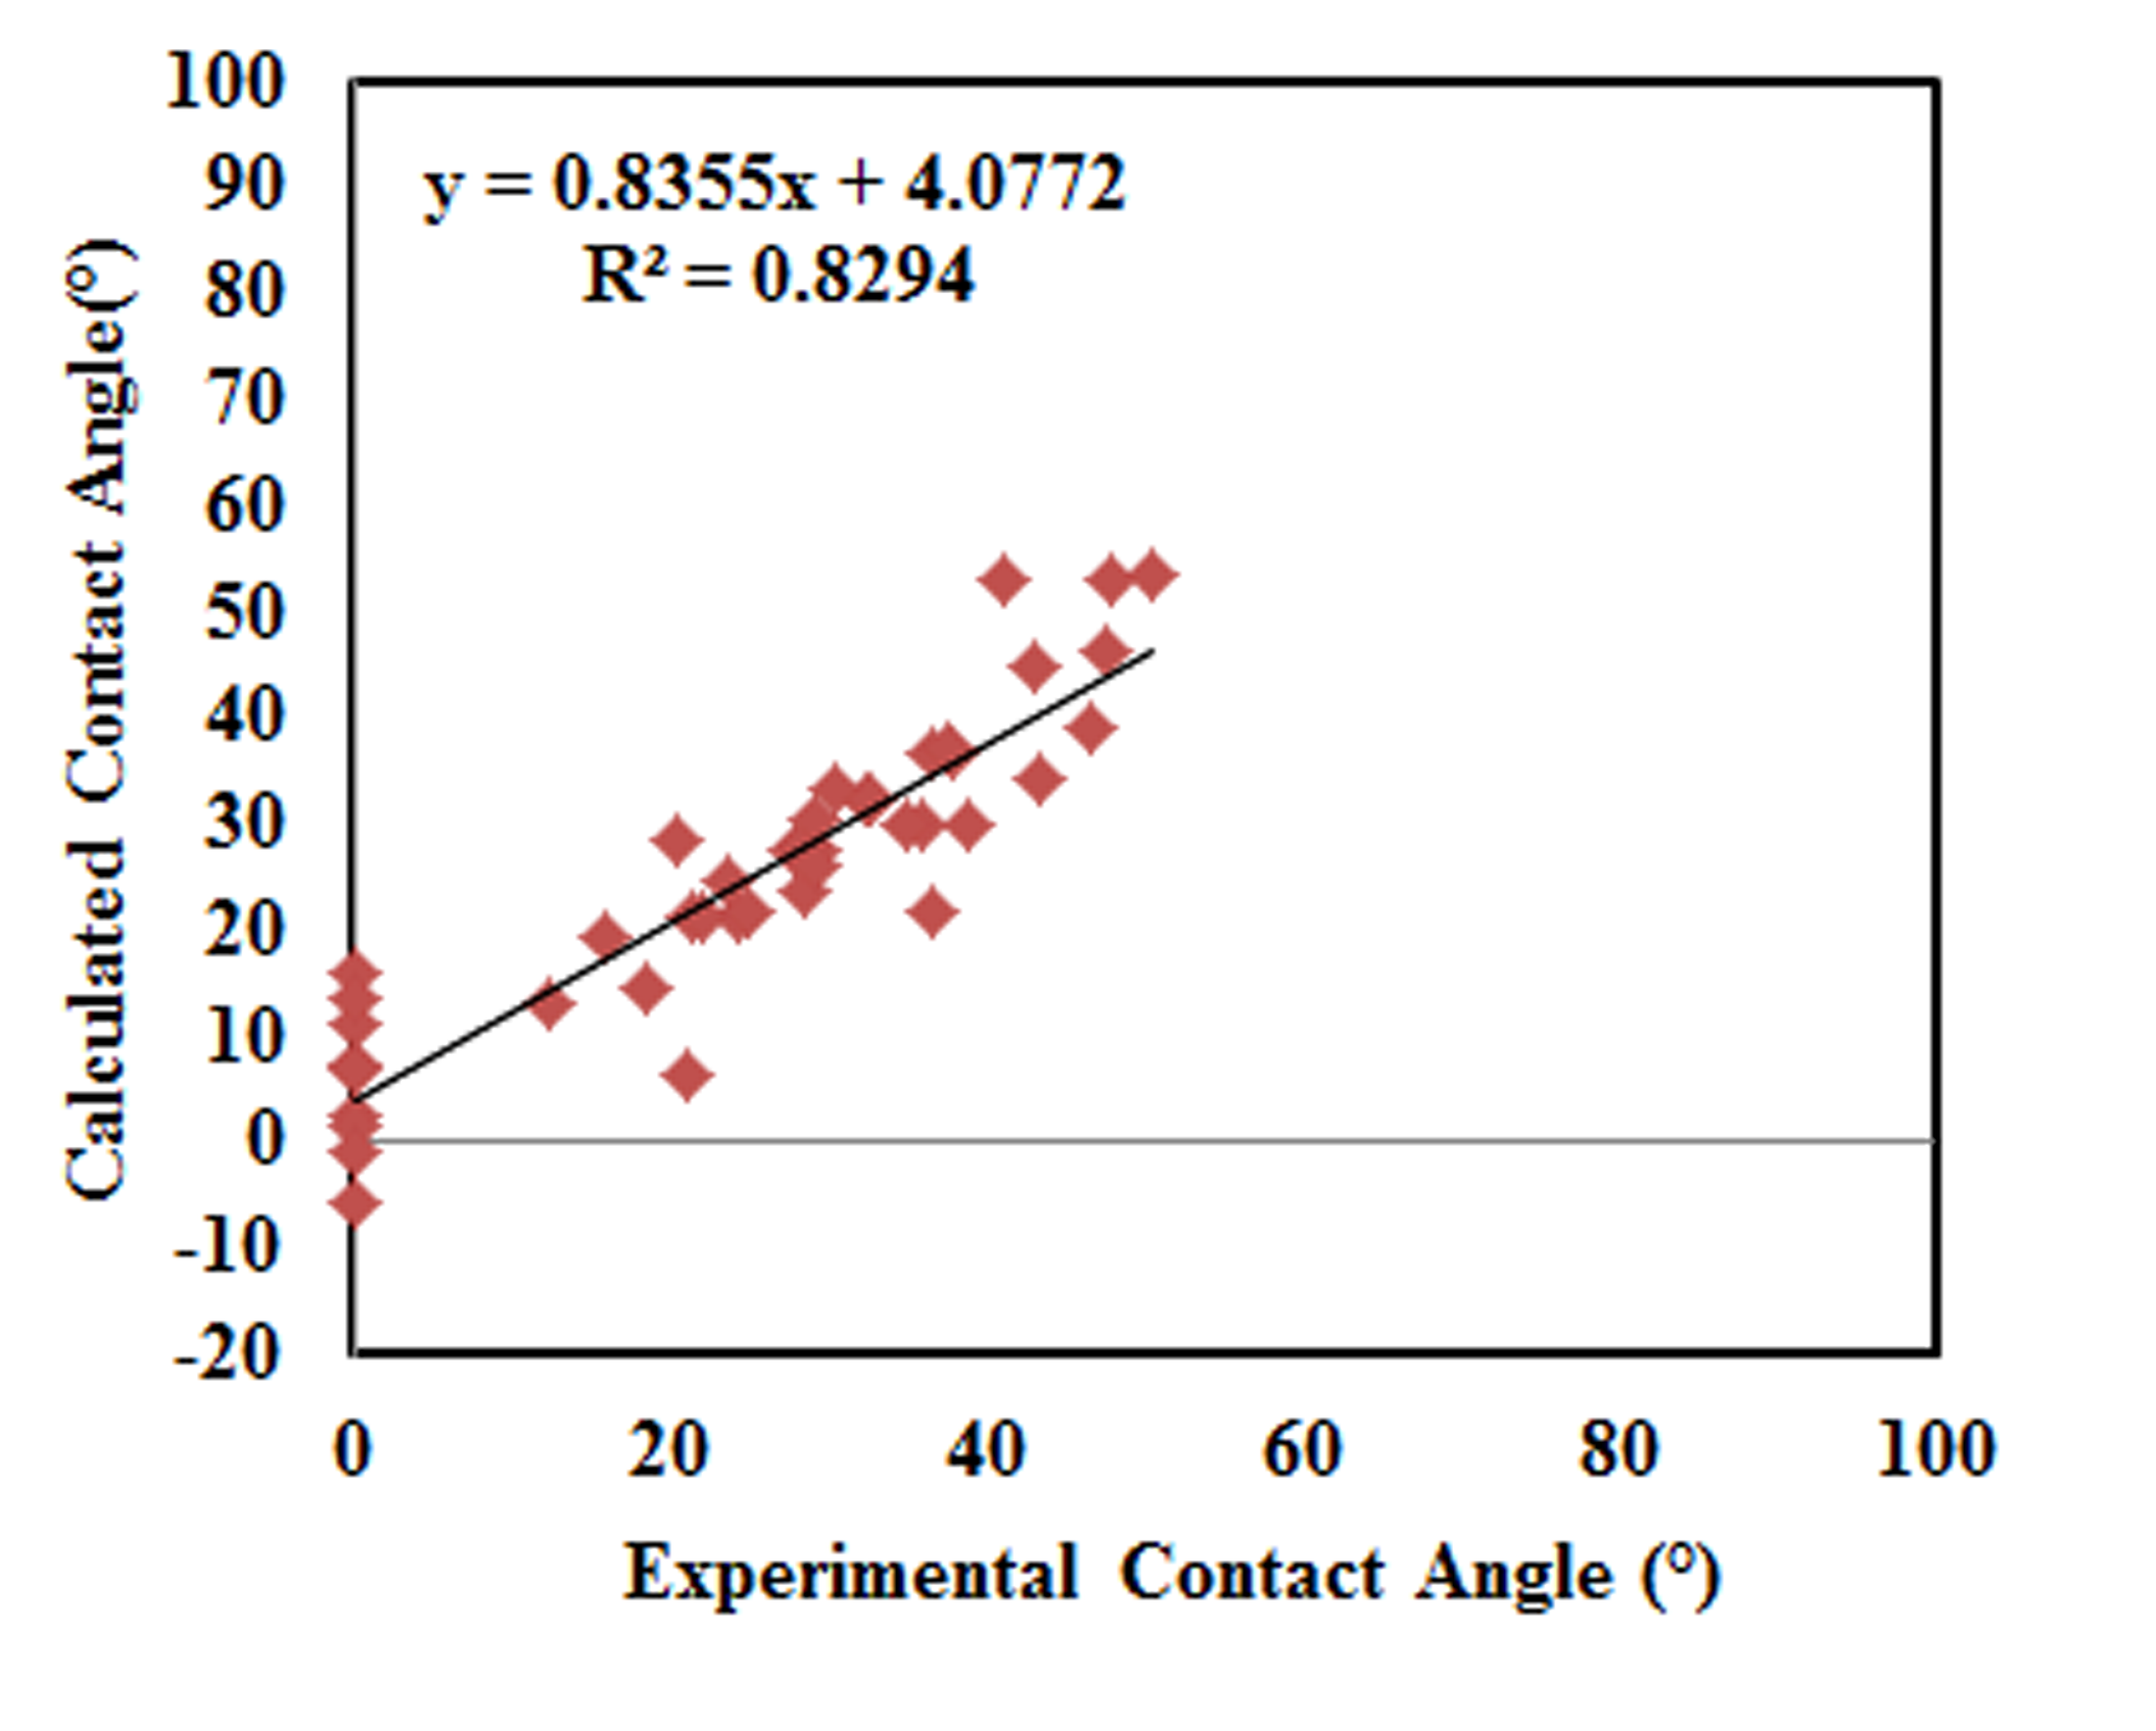 100
90
80
70
60
50
40
30
20
10
0
-10
-20
y = 0.8355x + 4.0772
R² = 0.8294
Calculated Contact Angle(°)
0 20 40 60 80 100
Experimental Contact Angle (°)